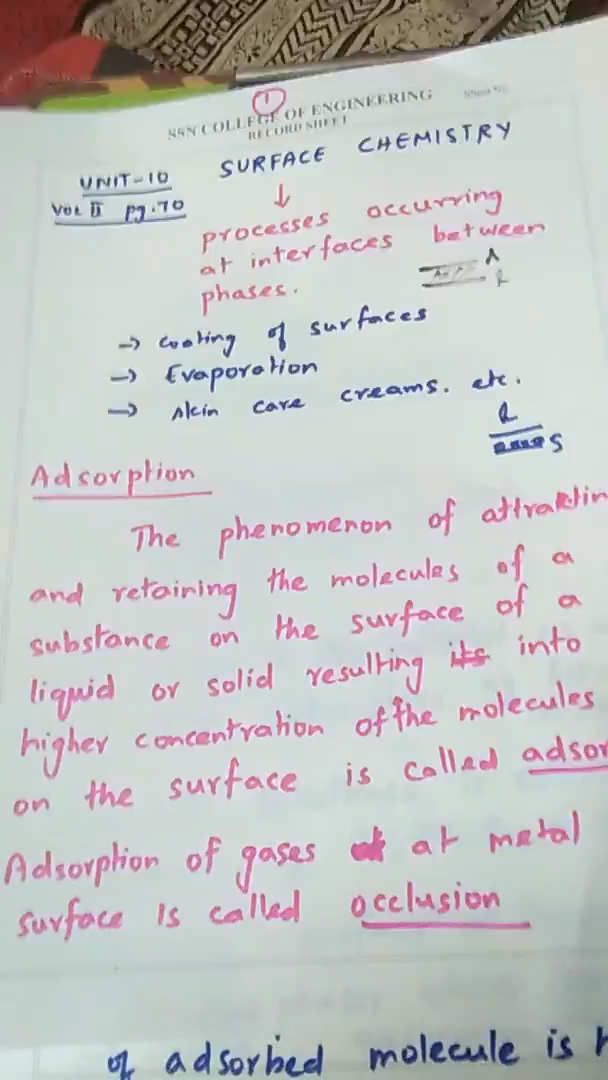 1
SSN COLLEGE OF ENGINEERING
RECORD SHEET
UNIT-10
VOL II pg.70
SURFACE CHEMISTRY
↓
processes occurring
at interfaces between
phases.
→ coating of surfaces
→ Evaporation
→ skin care creams. etc.
l
S
Adsorption
The phenomenon of attraktin
and retaining the molecules of a
substance on the surface of a
liquid or solid resulting into
higher concentration of the molecules
on the surface is called adsor
Adsorption of gases at metal
surface is called occlusion
of adsorbed molecule is